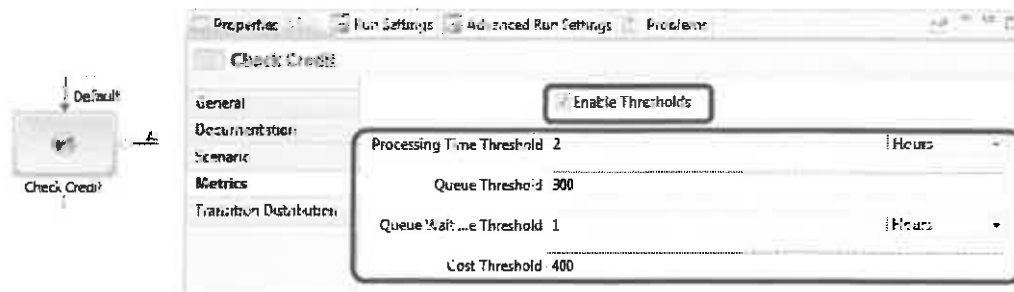 Properties Run Settings Advanced Run Settings Problems
Check Credit
Default
Check Credit
General
Documentation
Scenario
Metrics
Transition Distribution
Enable Thresholds
Processing Time Threshold 2 Hours
Queue Threshold 300
Queue Threshold 1 Hours
Cost Threshold 400